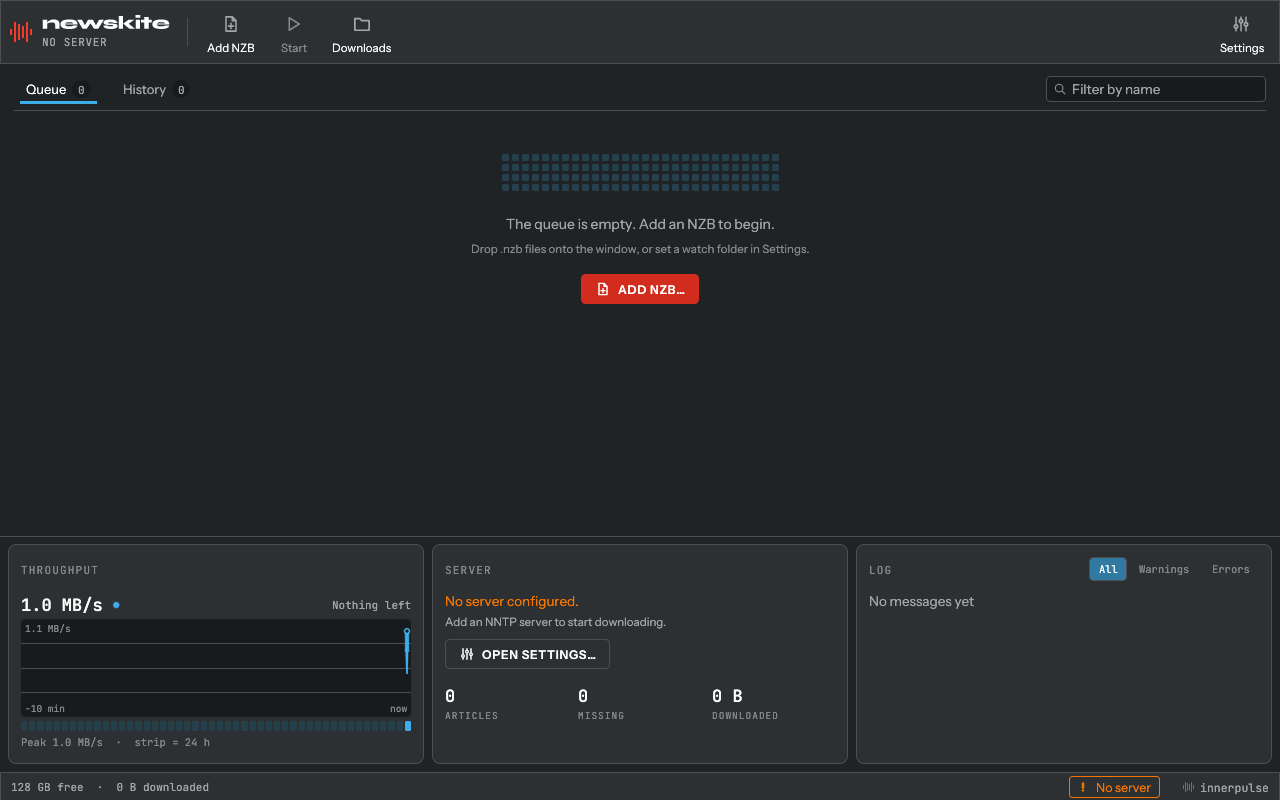 newskite
NO SERVER
Add NZB
Start
Downloads
Settings
Queue 0
History 0
Filter by name
The queue is empty. Add an NZB to begin.
Drop .nzb files onto the window, or set a watch folder in Settings.
ADD NZB…
THROUGHPUT
1.0 MB/s
Nothing left
1.1 MB/s
-10 min
now
Peak 1.0 MB/s · strip = 24 h
SERVER
No server configured.
Add an NNTP server to start downloading.
OPEN SETTINGS…
0
ARTICLES
0
MISSING
0 B
DOWNLOADED
LOG
All
Warnings
Errors
No messages yet
128 GB free · 0 B downloaded
! No server
innerpulse